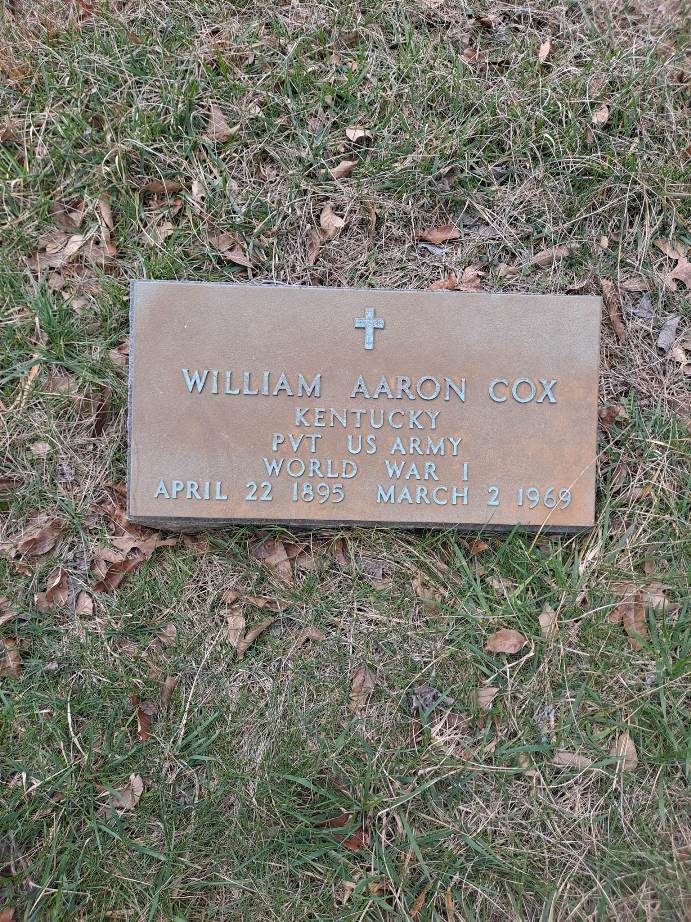 WILLIAM AARON COX
KENTUCKY
PVT US ARMY
WORLD WAR I
APRIL 22 1895 MARCH 2 1969